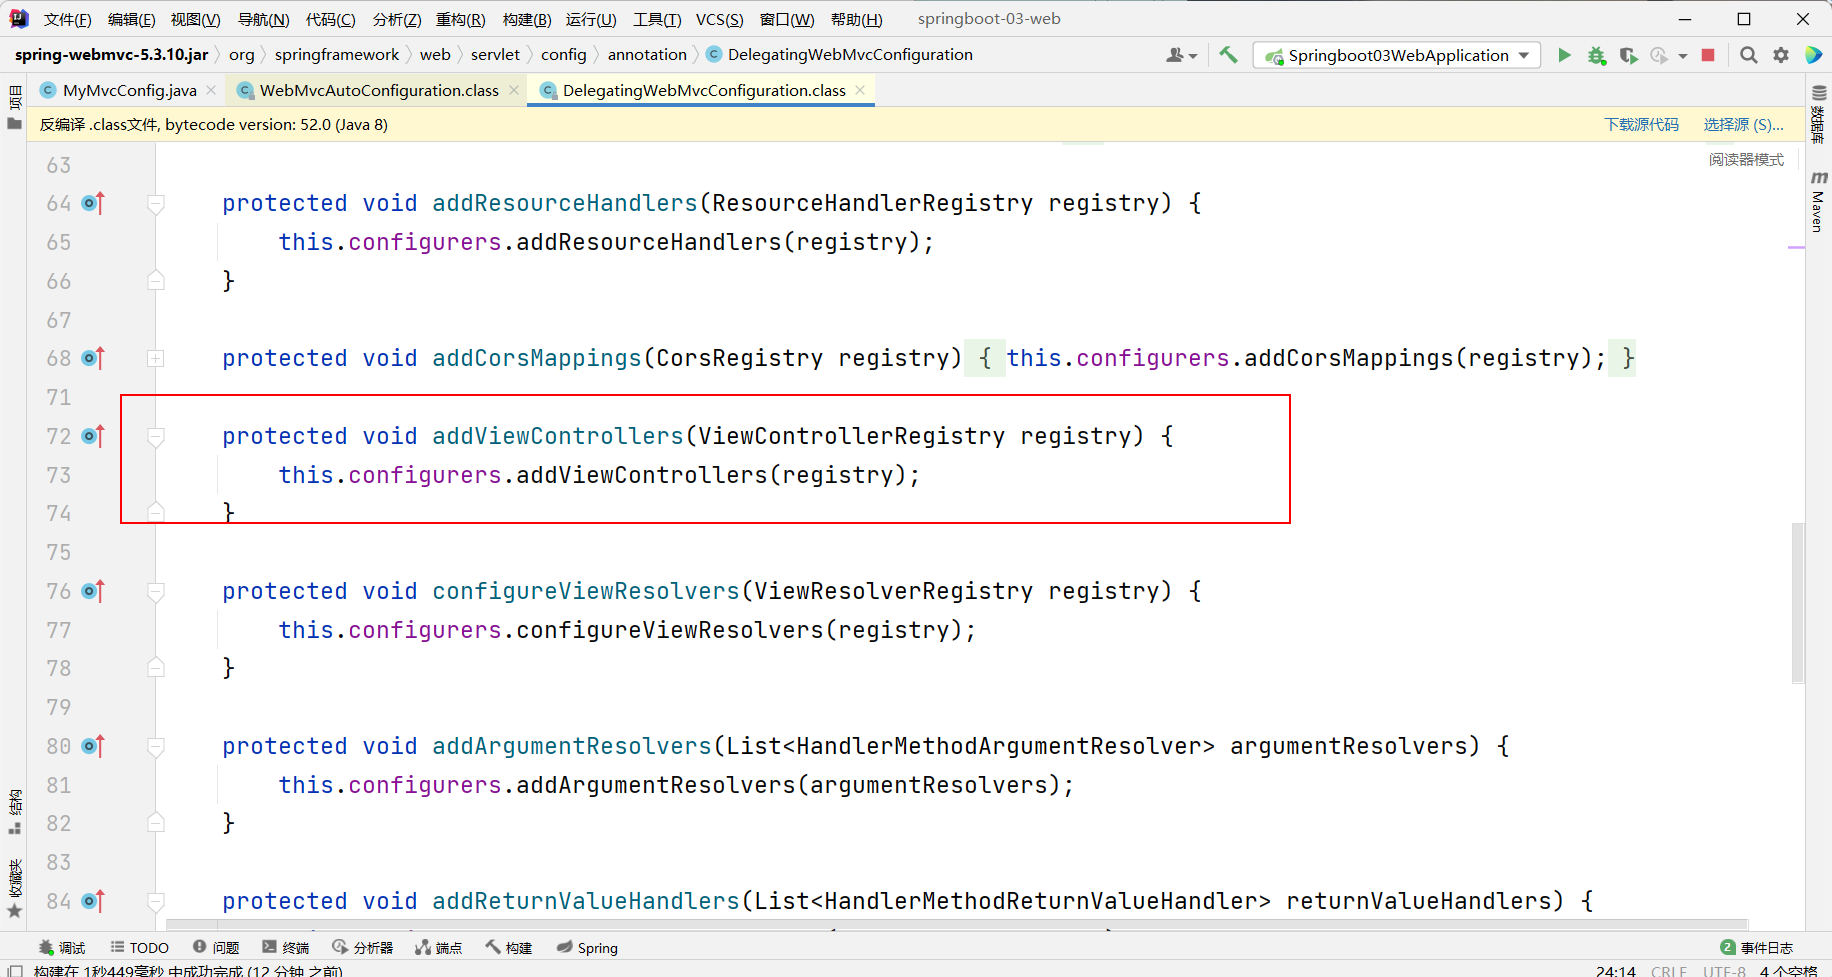 文件(F) 编辑(E) 视图(V) 导航(N) 代码(C) 分析(Z) 重构(R) 构建(B) 运行(U) 工具(T) VCS(S) 窗口(W) 帮助(H) springboot-03-web
spring-webmvc-5.3.10.jar org springframework web servlet config annotation DelegatingWebMvcConfiguration Springboot03WebApplication
MyMvcConfig.java WebMvcAutoConfiguration.class DelegatingWebMvcConfiguration.class
反编译 .class文件, bytecode version: 52.0 (Java 8) 下载源代码 选择源 (S)...
阅读器模式
63
64 protected void addResourceHandlers(ResourceHandlerRegistry registry) {
65 this.configurers.addResourceHandlers(registry);
66 }
67
68 protected void addCorsMappings(CorsRegistry registry) { this.configurers.addCorsMappings(registry); }
71
72 protected void addViewControllers(ViewControllerRegistry registry) {
73 this.configurers.addViewControllers(registry);
74 }
75
76 protected void configureViewResolvers(ViewResolverRegistry registry) {
77 this.configurers.configureViewResolvers(registry);
78 }
79
80 protected void addArgumentResolvers(List<HandlerMethodArgumentResolver> argumentResolvers) {
81 this.configurers.addArgumentResolvers(argumentResolvers);
82 }
83
84 protected void addReturnValueHandlers(List<HandlerMethodReturnValueHandler> returnValueHandlers) {
项目
结构
收藏夹
数据库
m Maven
调试 TODO 问题 终端 分析器 端点 构建 Spring 2 事件日志
构建在 1秒449毫秒 中成功完成 (12 分钟 之前) 24:14 CRLF UTF-8 4 个空格